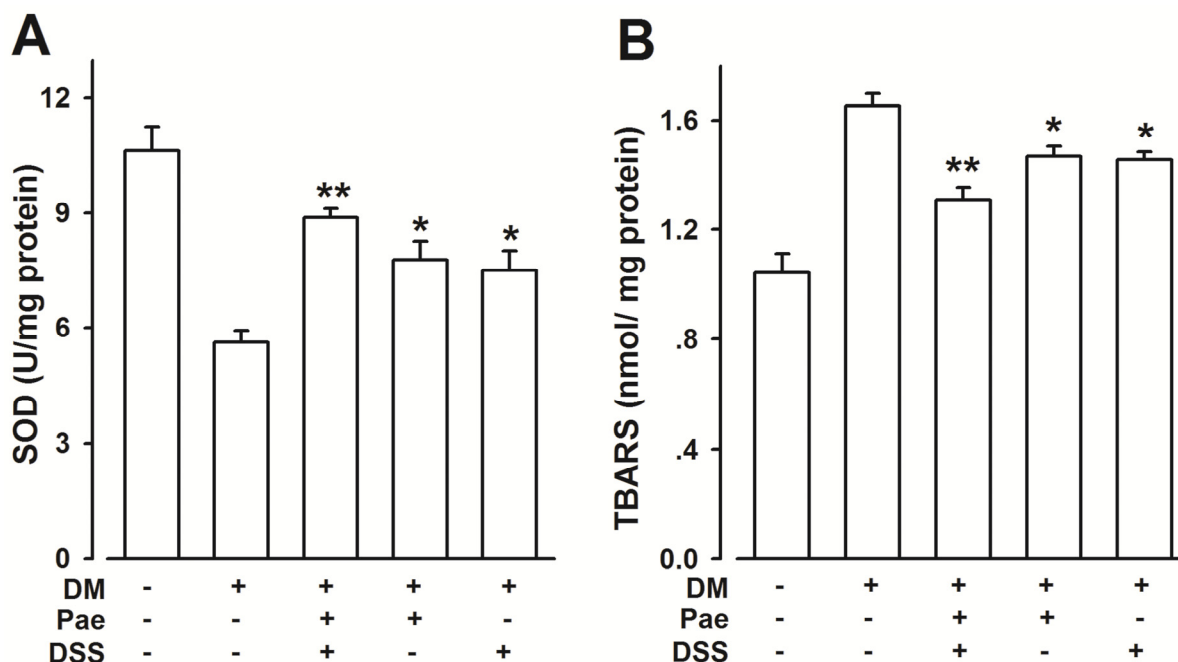 A
SOD (U/mg protein)
12
9
6
3
0
**
*
*
DM - + + + +
Pae - - + + -
DSS - - + - +
B
TBARS (nmol/ mg protein)
1.6
1.2
.8
.4
0.0
**
*
*
DM - + + + +
Pae - - + + -
DSS - - + - +